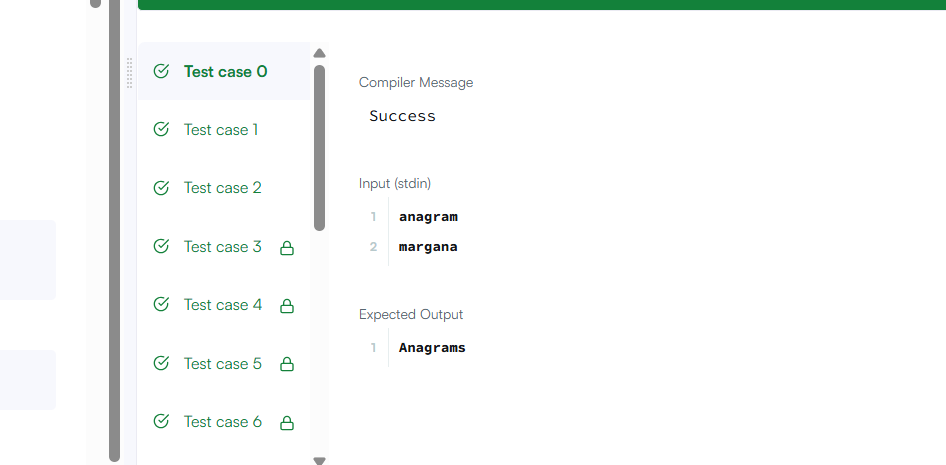 Test case 0
Test case 1
Test case 2
Test case 3
Test case 4
Test case 5
Test case 6
Compiler Message
Success
Input (stdin)
1 anagram
2 margana
Expected Output
1 Anagrams